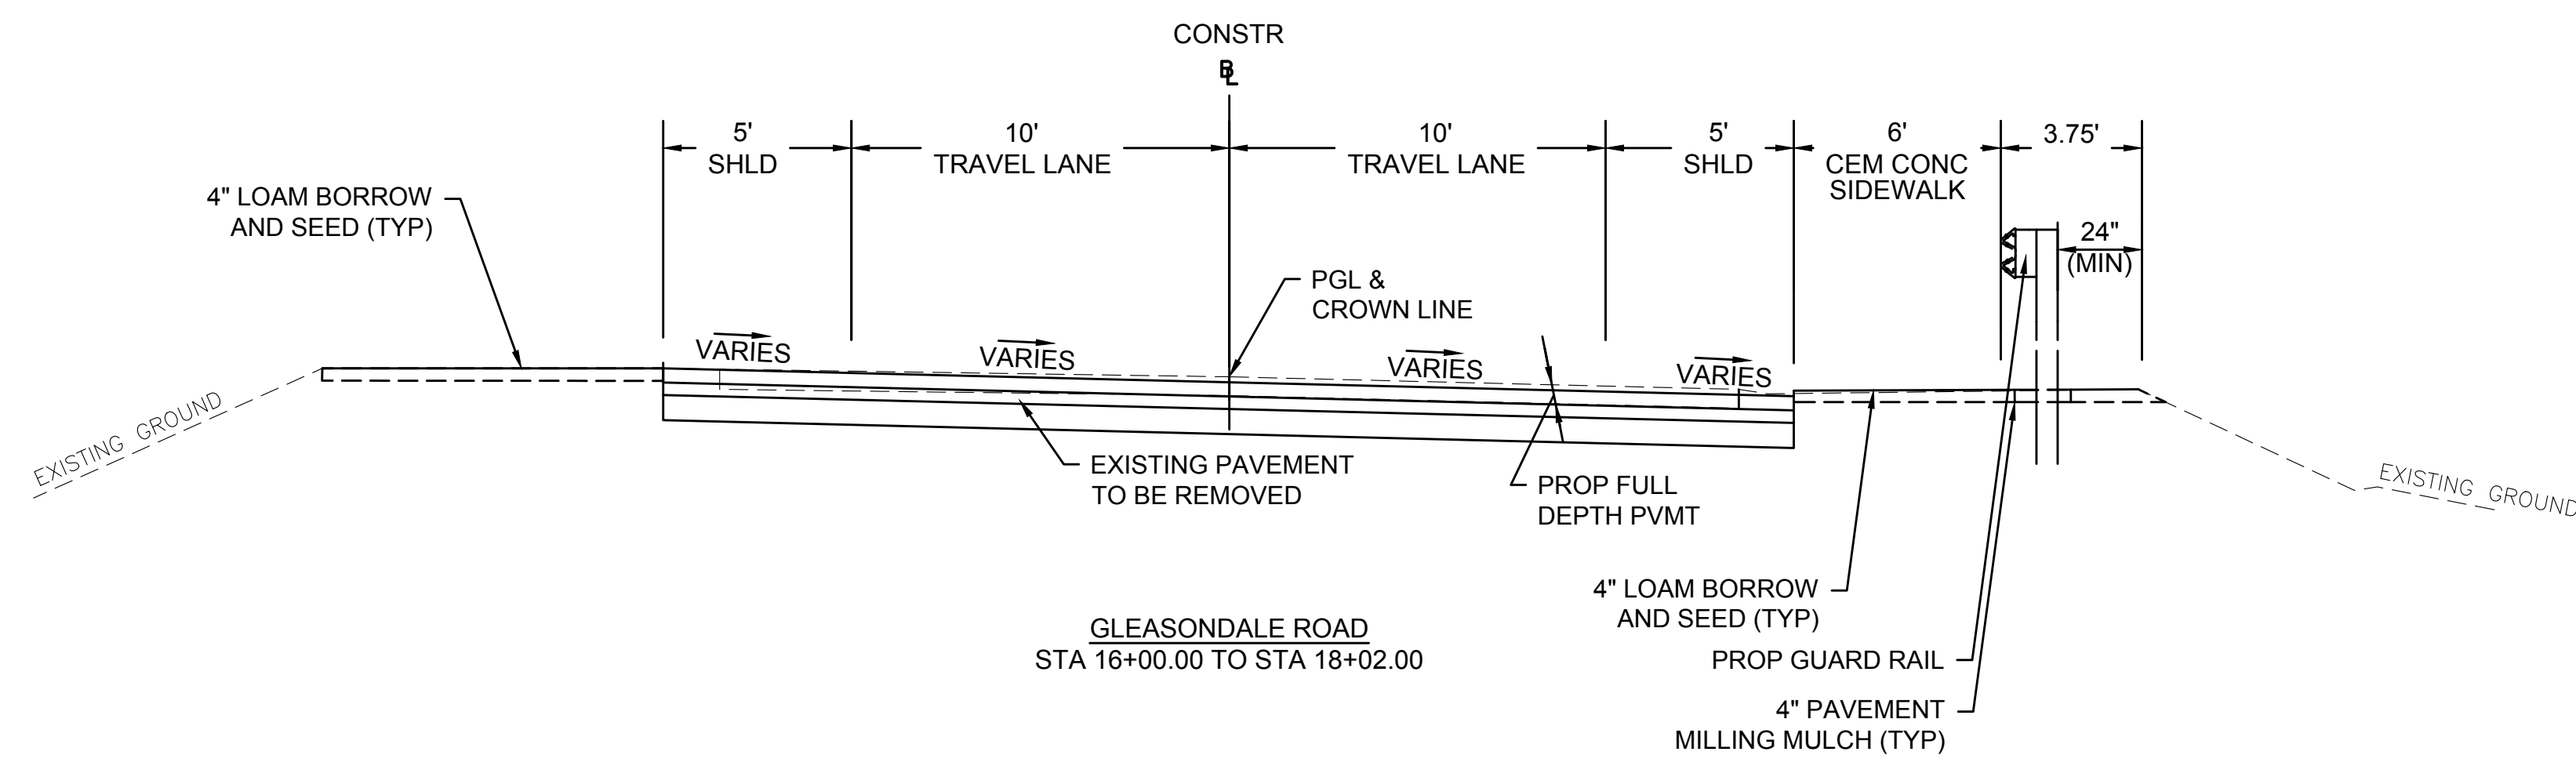 CONSTR
BL
5'
SHLD
10'
TRAVEL LANE
10'
TRAVEL LANE
5'
SHLD
6'
CEM CONC
SIDEWALK
3.75'
4" LOAM BORROW
AND SEED (TYP)
24"
(MIN)
PGL &
CROWN LINE
VARIES
VARIES
VARIES
VARIES
EXISTING GROUND
EXISTING GROUND
EXISTING PAVEMENT
TO BE REMOVED
PROP FULL
DEPTH PVMT
4" LOAM BORROW
AND SEED (TYP)
GLEASONDALE ROAD
STA 16+00.00 TO STA 18+02.00
PROP GUARD RAIL
4" PAVEMENT
MILLING MULCH (TYP)